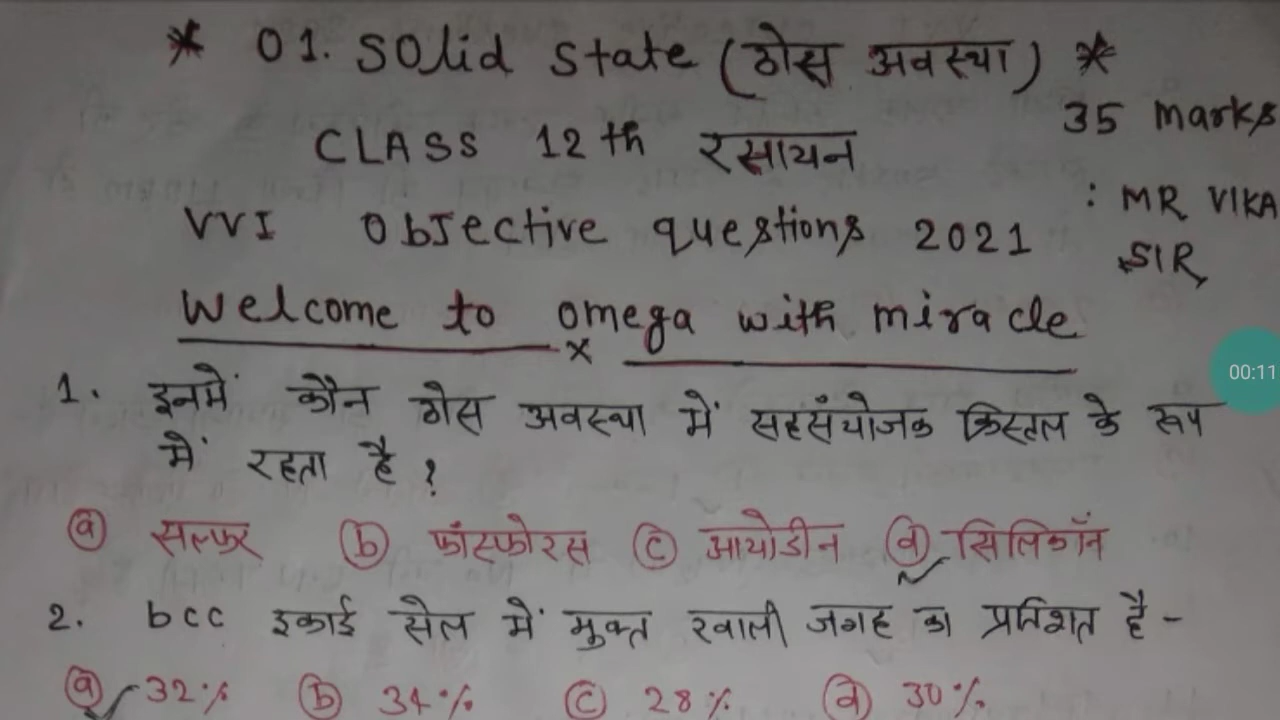 * 01. Solid State (ठोस अवस्था) *
35 Marks
CLASS 12th रसायन
: MR VIKA
VVI Objective questions 2021
SIR
Welcome to omega with miracle
x
00:11
1. इनमें कौन ठोस अवस्था में सहसंयोजक क्रिस्टल के रूप
में रहता है ?
(a) सल्फर (b) फॉस्फोरस (c) आयोडीन (d) सिलिकॉन
2. bcc इकाई सेल में मुक्त खाली जगह का प्रतिशत है -
(a) 32% (b) 34% (c) 28% (d) 30%